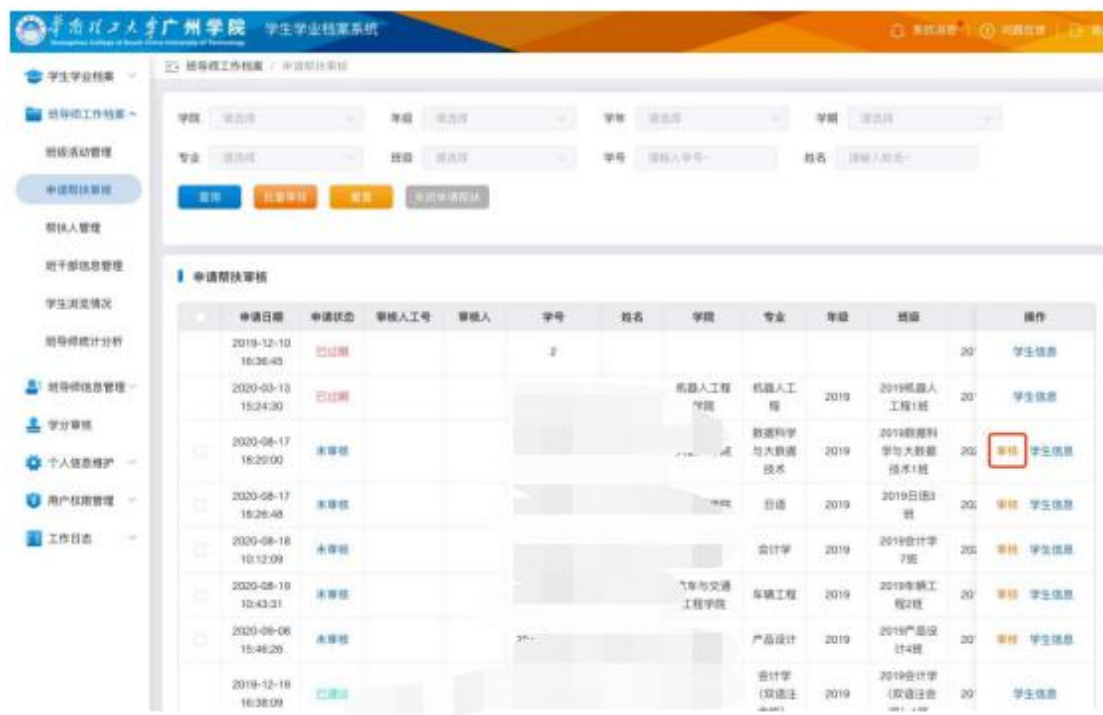 华南理工大学广州学院 学生学业档案系统
系统消息 问题反馈
学生学业档案
班导师工作档案 / 申请帮扶审核
班导师工作档案
班级活动管理
申请帮扶审核
帮扶人管理
班干部信息管理
学生浏览情况
班导师统计分析
班导师信息管理
学分审核
个人信息维护
用户权限管理
工作日志
学院 请选择 年级 请选择 学年 请选择 学期 请选择
专业 请选择 班级 请选择 学号 请输入学号~ 姓名 请输入姓名~
查询 批量审核 重置 关闭申请帮扶
申请帮扶审核
申请日期 申请状态 审核人工号 审核人 学号 姓名 学院 专业 年级 班级 操作
2019-12-10
16:36:45
已过期 2 20 学生信息
2020-03-13
15:24:30
已过期 机器人工程
学院
机器人工
程
2019 2019机器人
工程1班
20 学生信息
2020-08-17
16:20:00
未审核 数据科学
与大数据
技术
2019 2019数据科
学与大数据
技术1班
202 审核 学生信息
2020-08-17
16:26:48
未审核 日语 2019 2019日语3
班
202 审核 学生信息
2020-08-18
10:12:09
未审核 会计学 2019 2019会计学
7班
202 审核 学生信息
2020-08-19
10:43:31
未审核 汽车与交通
工程学院
车辆工程 2019 2019车辆工
程2班
20 审核 学生信息
2020-09-06
15:46:26
未审核 产品设计 2019 2019产品设
计4班
20 审核 学生信息
2019-12-19
16:38:09
已通过 会计学
（双语注
2019 2019会计学
（双语注会
20 学生信息